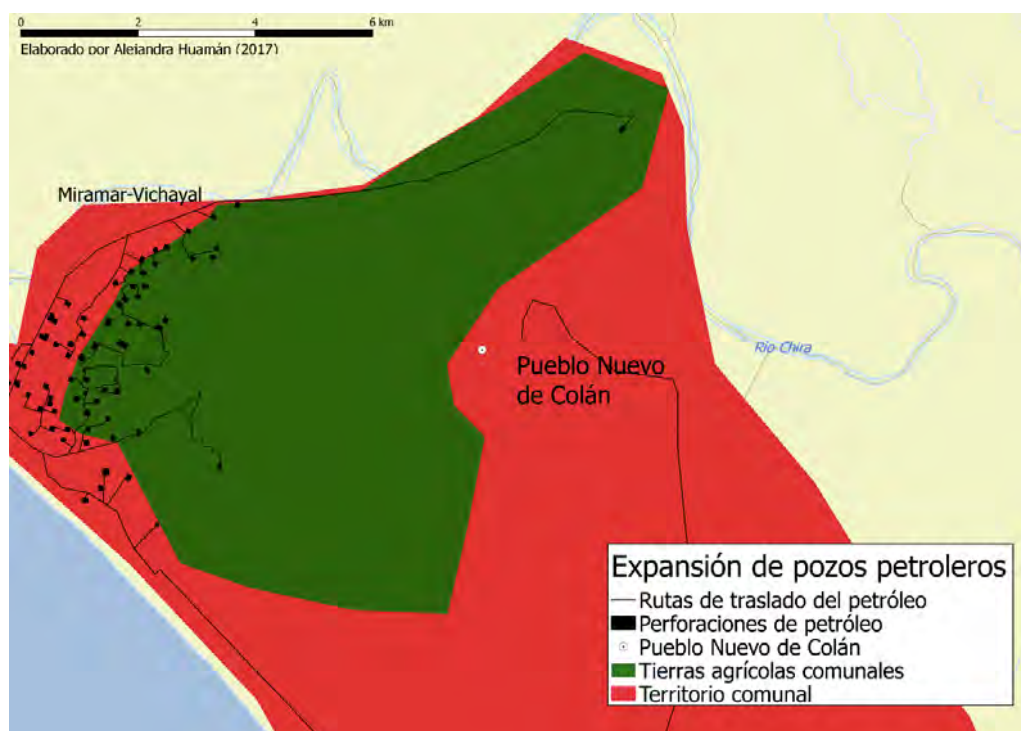 0 2 4 6 km
Elaborado por Alejandra Huamán (2017)
Miramar-Vichayal
Río Chira
Pueblo Nuevo
de Colán
Expansión de pozos petroleros
Rutas de traslado del petróleo
Perforaciones de petróleo
Pueblo Nuevo de Colán
Tierras agrícolas comunales
Territorio comunal